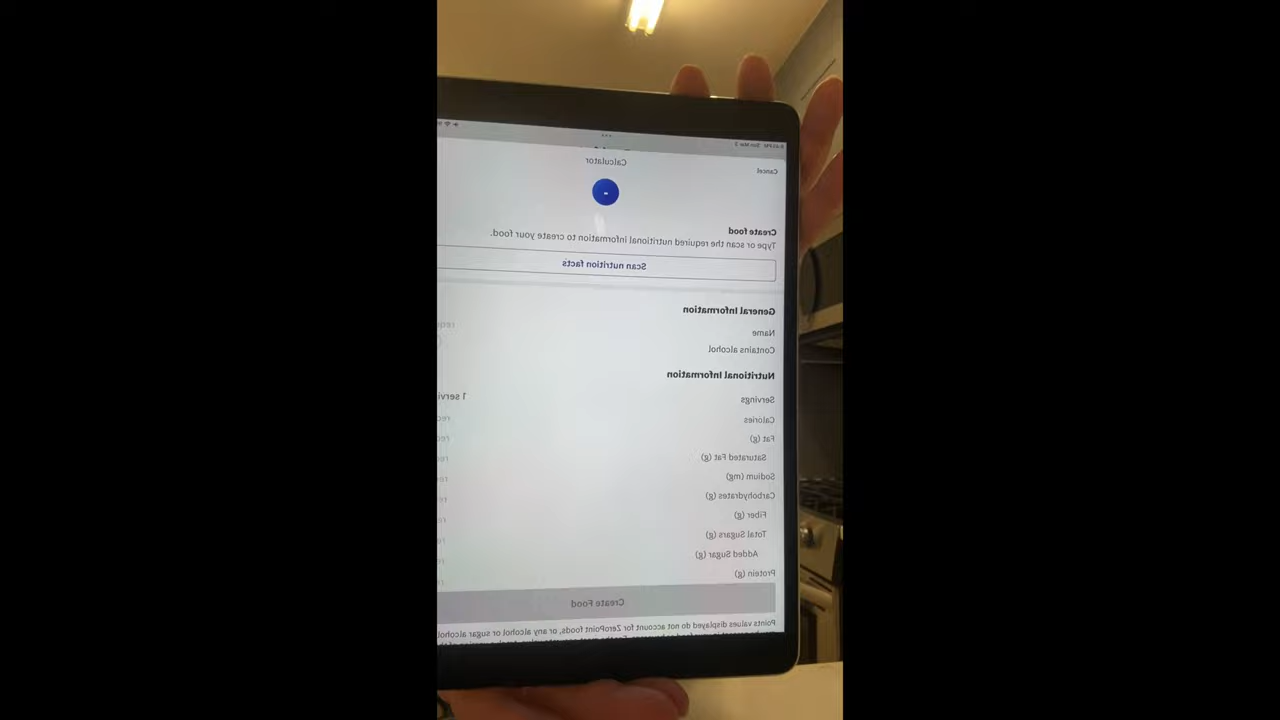 Calculator
Cancel
Create food
Type or scan the required nutritional information to create your food.
Scan nutrition facts
General Information
Name
Contains alcohol
Nutritional Information
Servings 1
Calories
Fat (g)
Saturated Fat (g)
Sodium (mg)
Carbohydrates (g)
Fiber (g)
Total Sugars (g)
Added Sugar (g)
Protein (g)
Create Food
Points values displayed do not account for ZeroPoint foods, or any alcohol or sugar alcohol